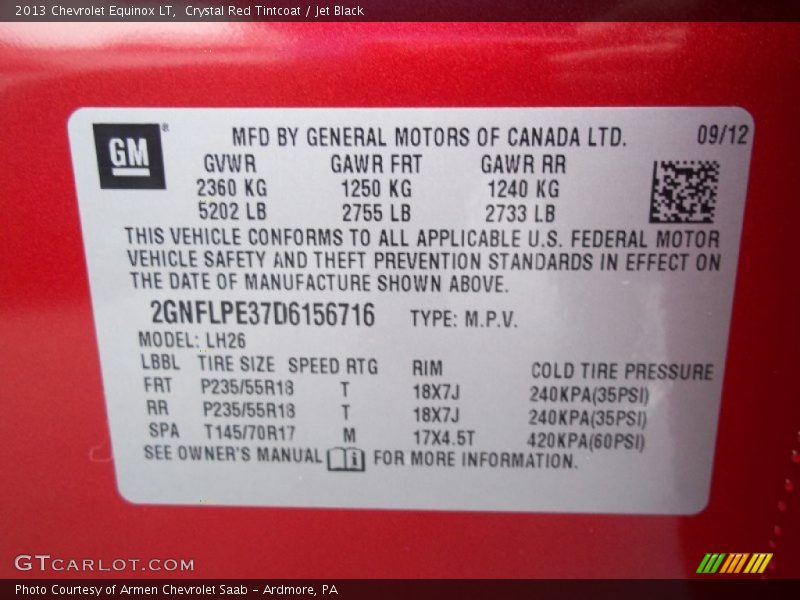 2013 Chevrolet Equinox LT,  Crystal Red Tintcoat / Jet Black
GM ®
MFD BY GENERAL MOTORS OF CANADA LTD. 09/12
GVWR GAWR FRT GAWR RR
2360 KG 1250 KG 1240 KG
5202 LB 2755 LB 2733 LB
THIS VEHICLE CONFORMS TO ALL APPLICABLE U.S. FEDERAL MOTOR
VEHICLE SAFETY AND THEFT PREVENTION STANDARDS IN EFFECT ON
THE DATE OF MANUFACTURE SHOWN ABOVE.
2GNFLPE37D6156716 TYPE: M.P.V.
MODEL: LH26
LBBL TIRE SIZE SPEED RTG RIM COLD TIRE PRESSURE
FRT P235/55R18 T 18X7J 240KPA(35PSI)
RR P235/55R18 T 18X7J 240KPA(35PSI)
SPA T145/70R17 M 17X4.5T 420KPA(60PSI)
SEE OWNER'S MANUAL i FOR MORE INFORMATION.
GTCARLOT.COM
Photo Courtesy of Armen Chevrolet Saab - Ardmore, PA